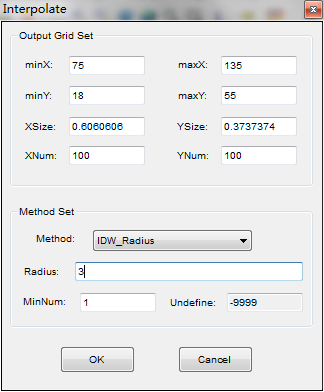 Interpolate
Output Grid Set
minX: 75 maxX: 135
minY: 18 maxY: 55
XSize: 0.6060606 YSize: 0.3737374
XNum: 100 YNum: 100
Method Set
Method: IDW_Radius
Radius: 3
MinNum: 1 Undefine: -9999
OK Cancel